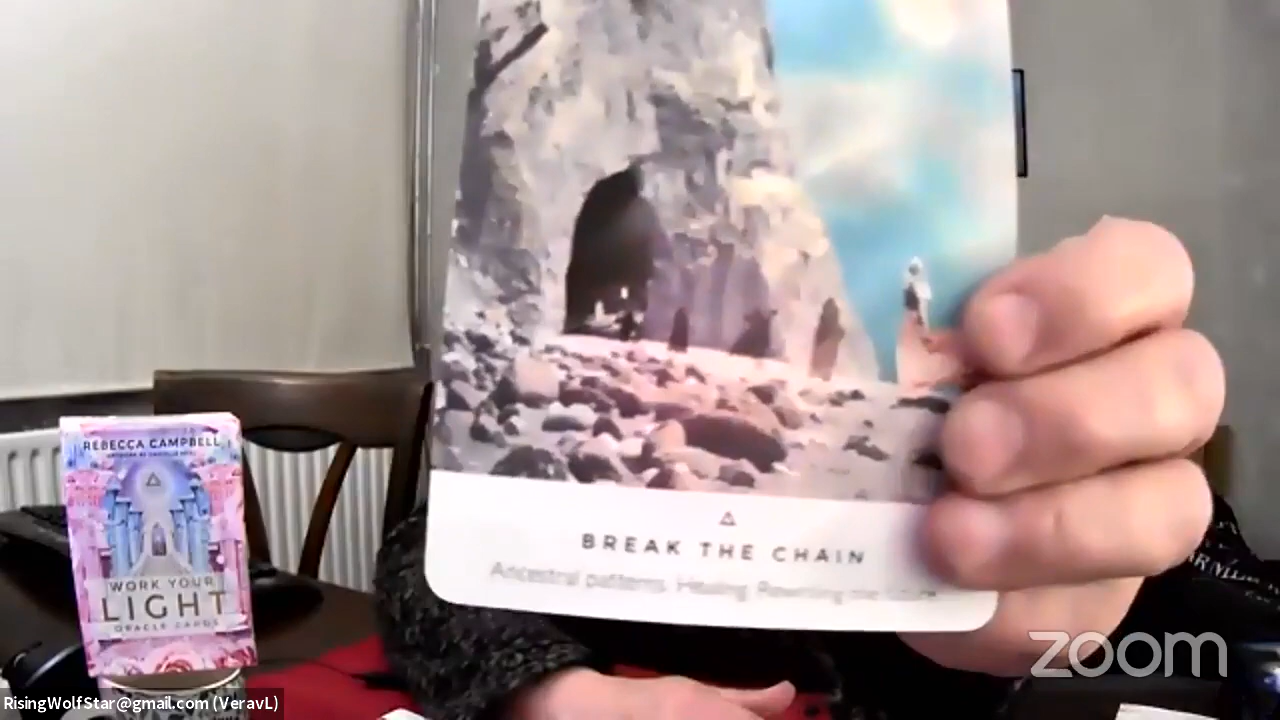 BREAK THE CHAIN
Ancestral patterns. Healing. Rewriting the
REBECCA CAMPBELL
WORK YOUR
LIGHT
ORACLE CARDS
zoom
RisingWolfStar@gmail.com (VeravL)